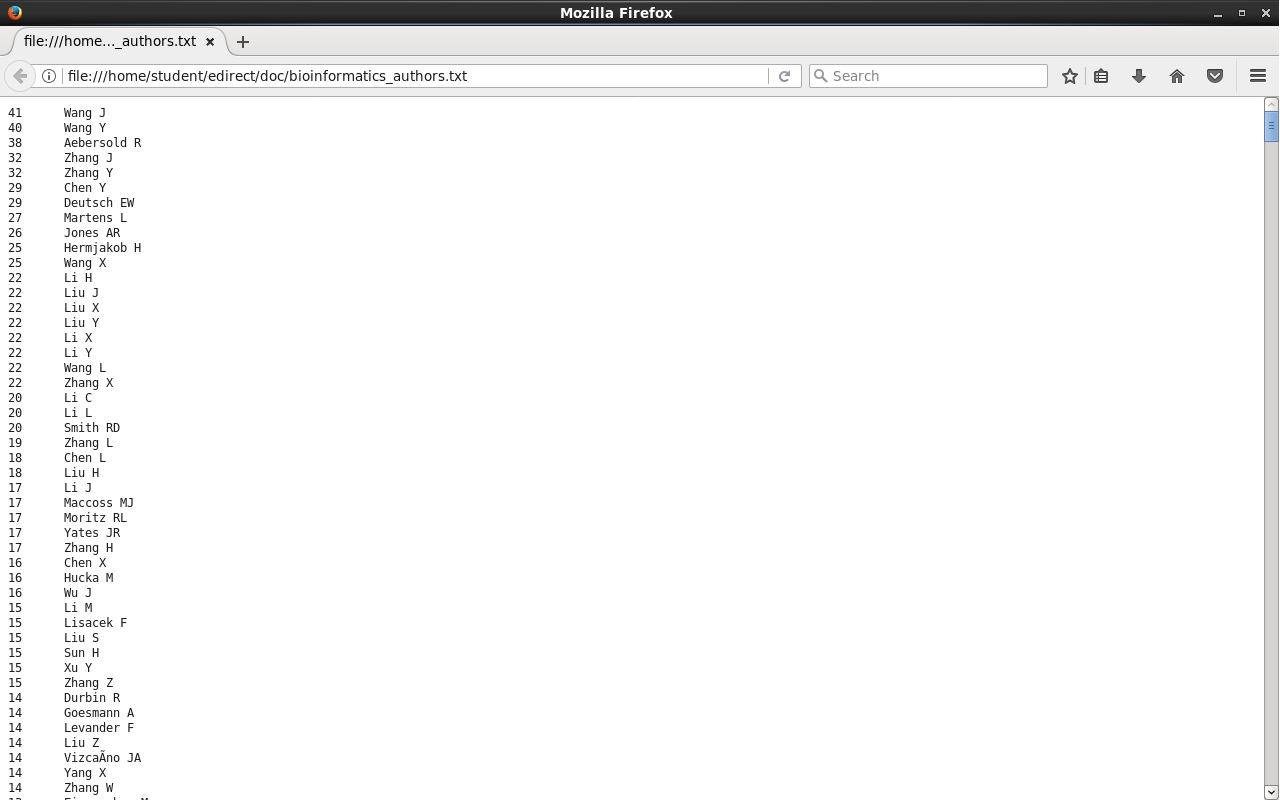 Mozilla Firefox
file:///home..._authors.txt
file:///home/student/edirect/doc/bioinformatics_authors.txt
Search
41 Wang J
40 Wang Y
38 Aebersold R
32 Zhang J
32 Zhang Y
29 Chen Y
29 Deutsch EW
27 Martens L
26 Jones AR
25 Hermjakob H
25 Wang X
22 Li H
22 Liu J
22 Liu X
22 Liu Y
22 Li X
22 Li Y
22 Wang L
22 Zhang X
20 Li C
20 Li L
20 Smith RD
19 Zhang L
18 Chen L
18 Liu H
17 Li J
17 Maccoss MJ
17 Moritz RL
17 Yates JR
17 Zhang H
16 Chen X
16 Hucka M
16 Wu J
15 Li M
15 Lisacek F
15 Liu S
15 Sun H
15 Xu Y
15 Zhang Z
14 Durbin R
14 Goesmann A
14 Levander F
14 Liu Z
14 VizcaÃno JA
14 Yang X
14 Zhang W